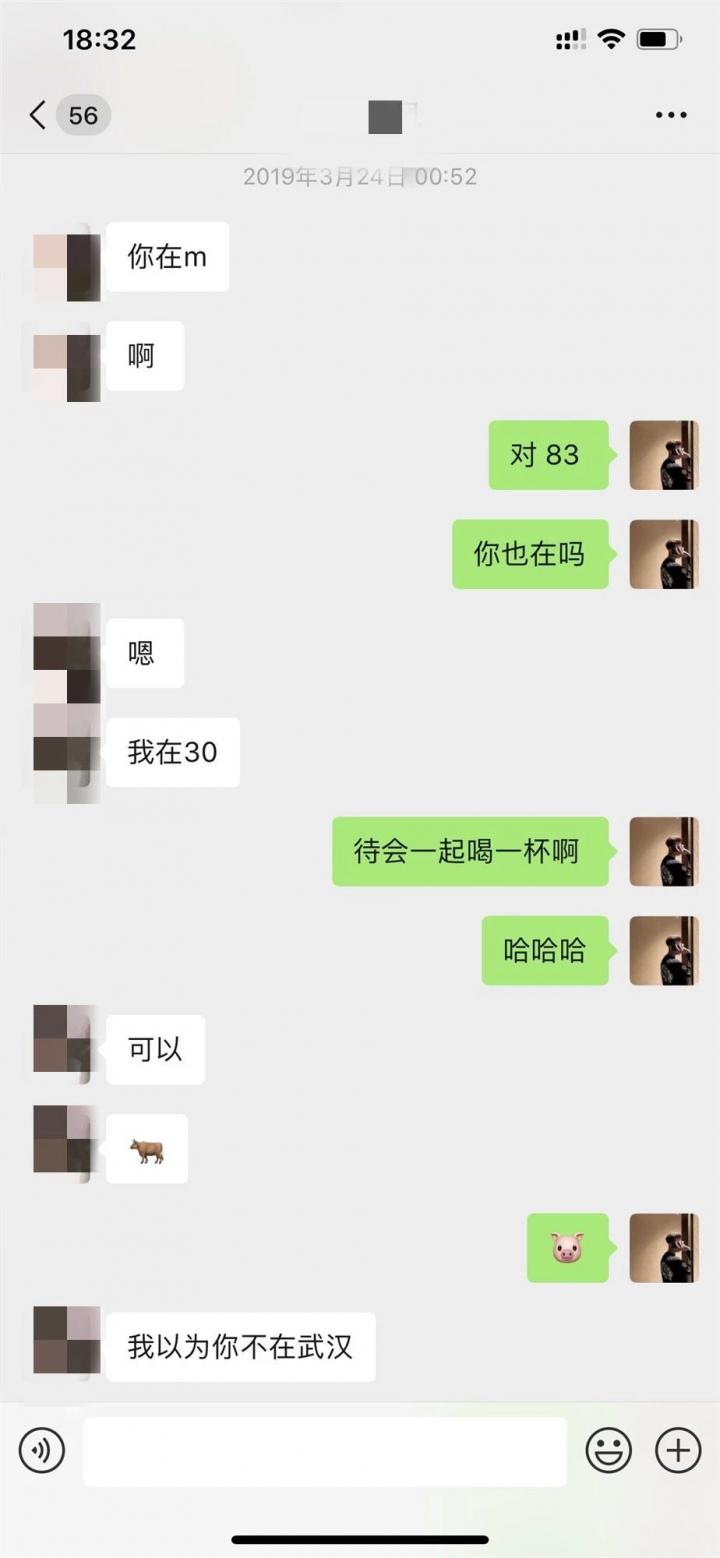 18:32
56
2019年3月24日 00:52
你在m
啊
对 83
你也在吗
嗯
我在30
待会一起喝一杯啊
哈哈哈
可以
🐂
🐷
我以为你不在武汉